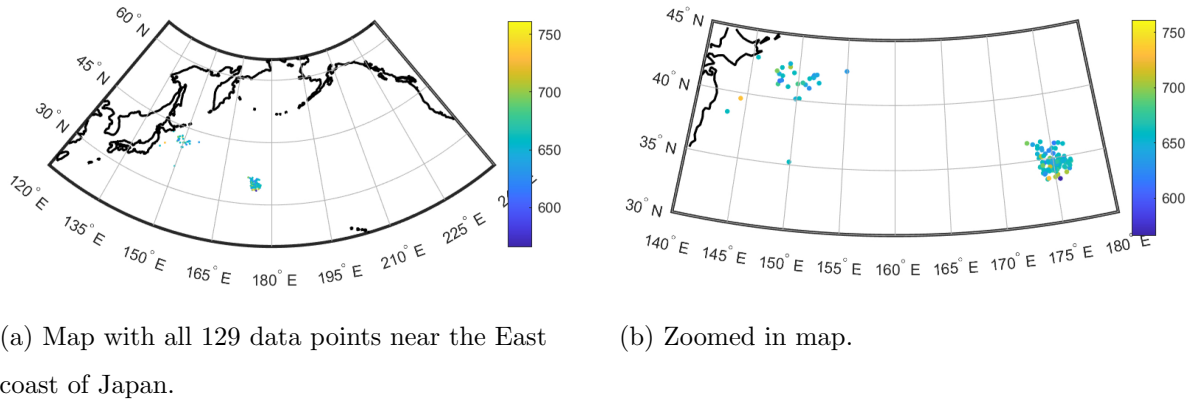 60° N
45° N
30° N
120° E
135° E
150° E
165° E
180° E
195° E
210° E
225° E
750
700
650
600
45° N
40° N
35° N
30° N
140° E
145° E
150° E
155° E
160° E
165° E
170° E
175° E
180° E
750
700
650
600
(a) Map with all 129 data points near the East
coast of Japan.
(b) Zoomed in map.